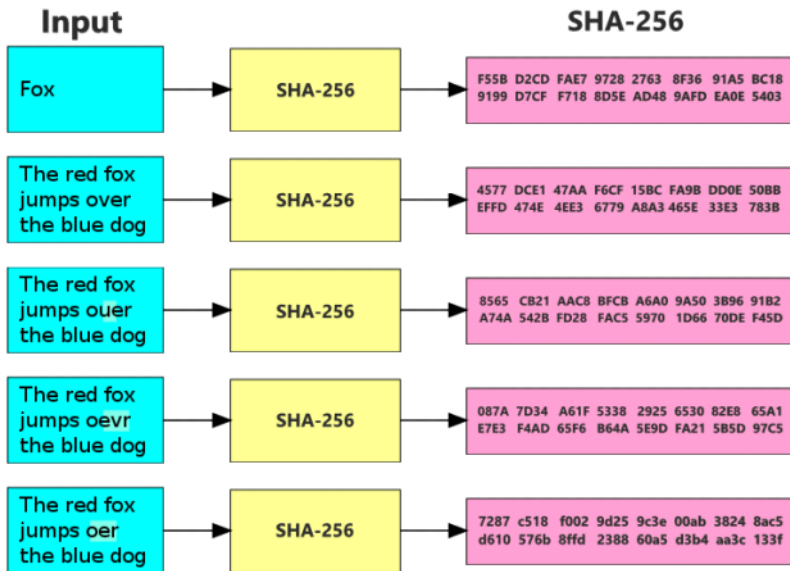 Input
SHA-256
Fox
SHA-256
F55B D2CD FAE7 9728 2763 8F36 91A5 BC18
9199 D7CF F718 8D5E AD48 9AFD EA0E 5403
The red fox
jumps over
the blue dog
SHA-256
4577 DCE1 47AA F6CF 15BC FA9B DD0E 50BB
EFFD 474E 4EE3 6779 A8A3 465E 33E3 783B
The red fox
jumps ouer
the blue dog
SHA-256
8565 CB21 AAC8 BFCB A6A0 9A50 3B96 91B2
A74A 542B FD28 FAC5 5970 1D66 70DE F45D
The red fox
jumps oevr
the blue dog
SHA-256
087A 7D34 A61F 5338 2925 6530 82E8 65A1
E7E3 F4AD 65F6 B64A 5E9D FA21 5B5D 97C5
The red fox
jumps oer
the blue dog
SHA-256
7287 c518 f002 9d25 9c3e 00ab 3824 8ac5
d610 576b 8ffd 2388 60a5 d3b4 aa3c 133f